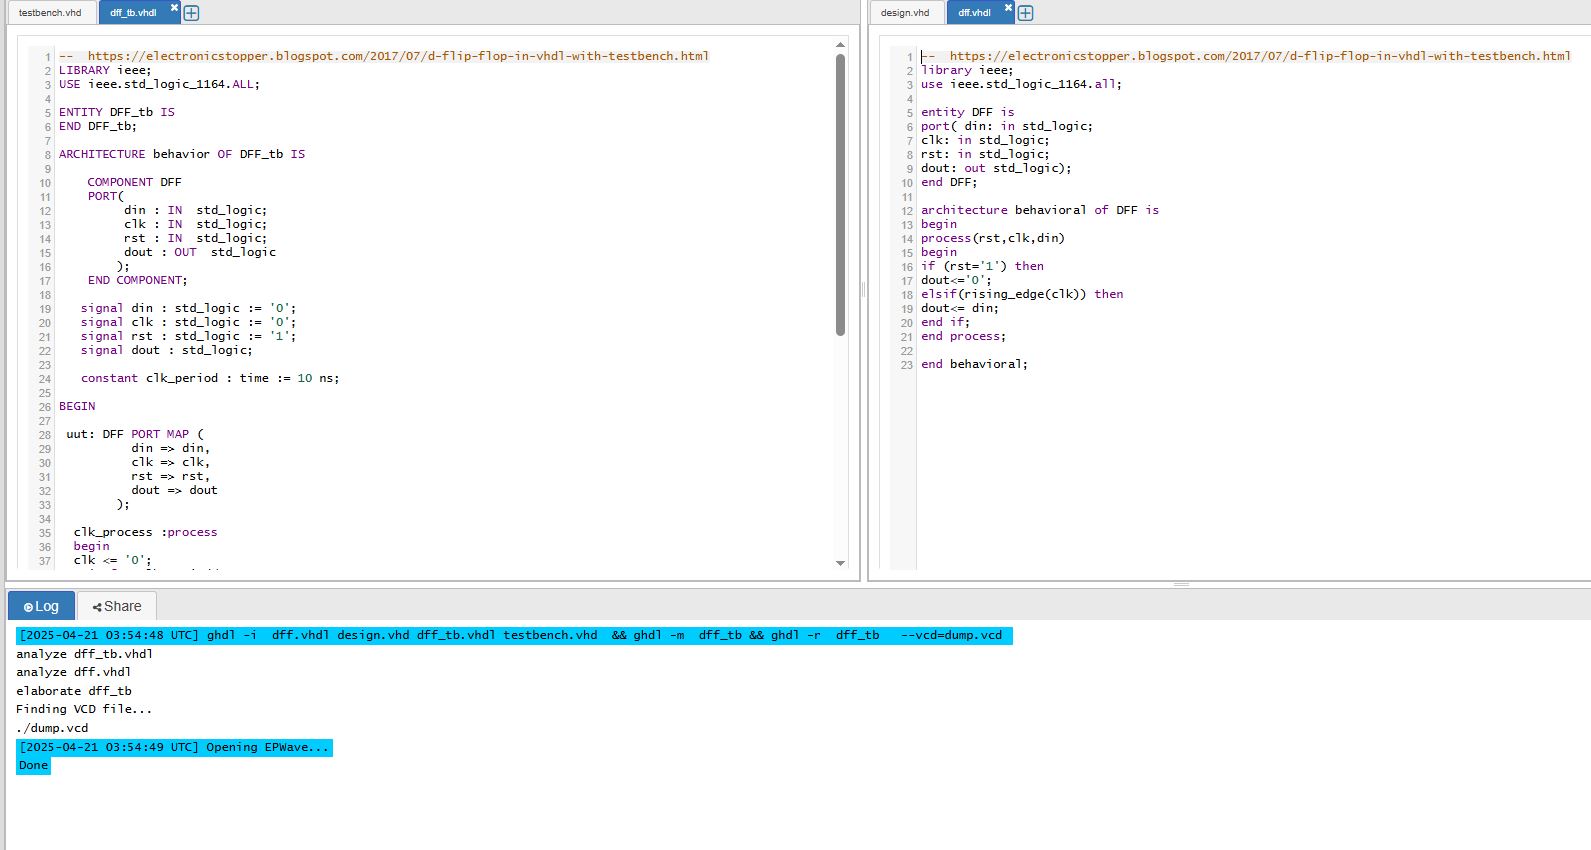 testbench.vhd dff_tb.vhdl
1 --  https://electronicstopper.blogspot.com/2017/07/d-flip-flop-in-vhdl-with-testbench.html
2 LIBRARY ieee;
3 USE ieee.std_logic_1164.ALL;
4
5 ENTITY DFF_tb IS
6 END DFF_tb;
7
8 ARCHITECTURE behavior OF DFF_tb IS
9
10     COMPONENT DFF
11     PORT(
12          din : IN  std_logic;
13          clk : IN  std_logic;
14          rst : IN  std_logic;
15          dout : OUT  std_logic
16         );
17     END COMPONENT;
18
19    signal din : std_logic := '0';
20    signal clk : std_logic := '0';
21    signal rst : std_logic := '1';
22    signal dout : std_logic;
23
24    constant clk_period : time := 10 ns;
25
26 BEGIN
27
28  uut: DFF PORT MAP (
29           din => din,
30           clk => clk,
31           rst => rst,
32           dout => dout
33         );
34
35   clk_process :process
36   begin
37   clk <= '0';
design.vhd dff.vhdl
1 --  https://electronicstopper.blogspot.com/2017/07/d-flip-flop-in-vhdl-with-testbench.html
2 library ieee;
3 use ieee.std_logic_1164.all;
4
5 entity DFF is
6 port( din: in std_logic;
7 clk: in std_logic;
8 rst: in std_logic;
9 dout: out std_logic);
10 end DFF;
11
12 architecture behavioral of DFF is
13 begin
14 process(rst,clk,din)
15 begin
16 if (rst='1') then
17 dout<='0';
18 elsif(rising_edge(clk)) then
19 dout<= din;
20 end if;
21 end process;
22
23 end behavioral;
Log Share
[2025-04-21 03:54:48 UTC] ghdl -i  dff.vhdl design.vhd dff_tb.vhdl testbench.vhd  && ghdl -m  dff_tb && ghdl -r  dff_tb   --vcd=dump.vcd
analyze dff_tb.vhdl
analyze dff.vhdl
elaborate dff_tb
Finding VCD file...
./dump.vcd
[2025-04-21 03:54:49 UTC] Opening EPWave...
Done